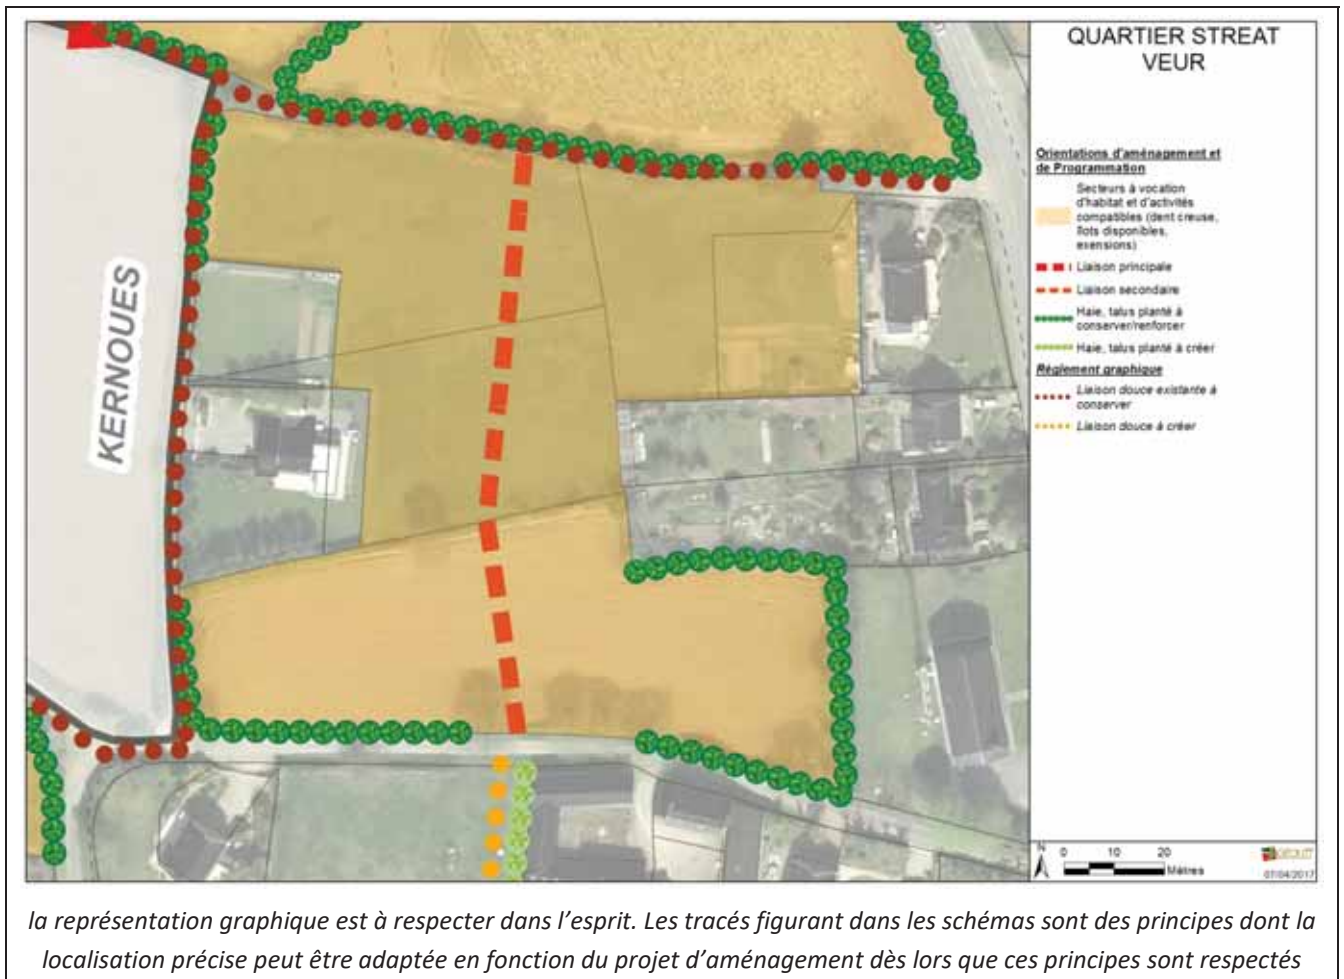 QUARTIER STREAT
VEUR
Orientations d'aménagement et
de Programmation
Secteurs à vocation
d'habitat et d'activités
compatibles (dent creuse,
îlots disponibles,
exensions)
Liaison principale
Liaison secondaire
Haie, talus planté à
conserver/renforcer
Haie, talus planté à créer
Règlement graphique
Liaison douce existante à
conserver
Liaison douce à créer
KERNOUES
N
0 10 20
Mètres
07/04/2017
la représentation graphique est à respecter dans l'esprit. Les tracés figurant dans les schémas sont des principes dont la
localisation précise peut être adaptée en fonction du projet d'aménagement dès lors que ces principes sont respectés